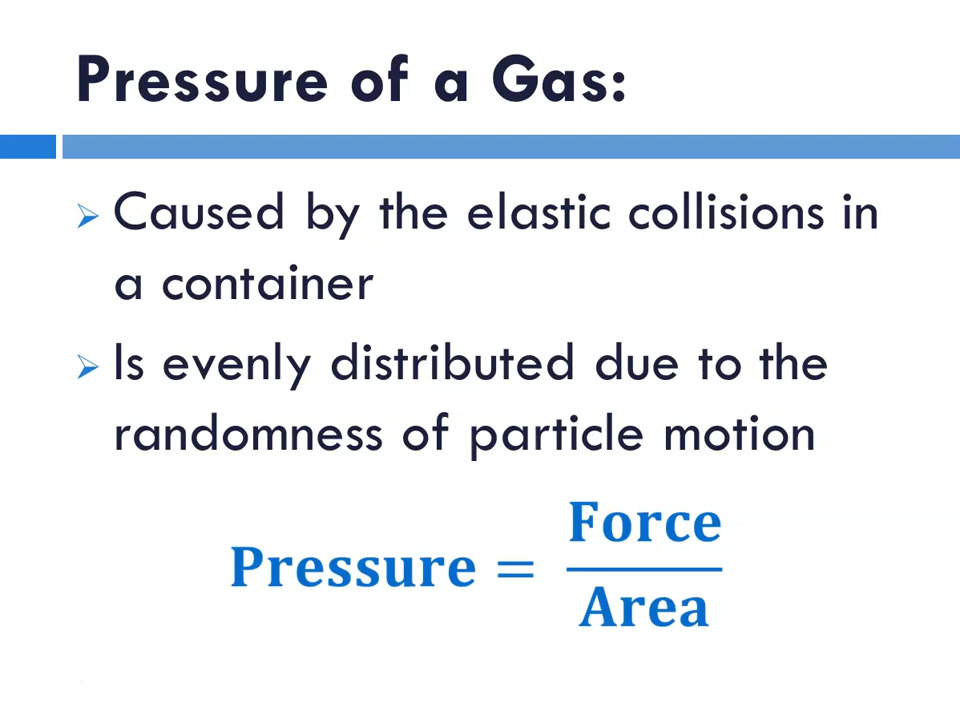 Pressure of a Gas:
➢ Caused by the elastic collisions in
a container
➢ Is evenly distributed due to the
randomness of particle motion
Pressure = Force / Area